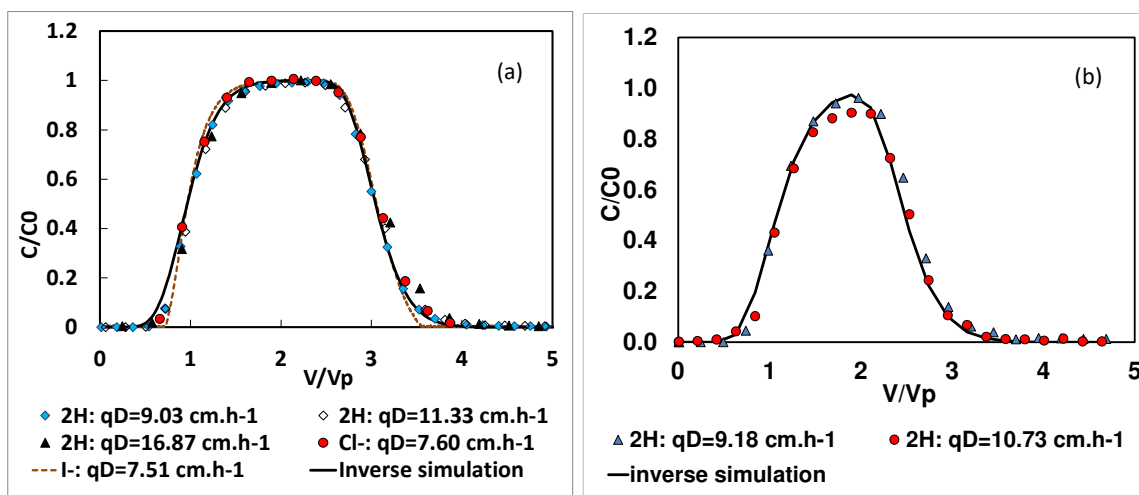 1.2
1
0.8
0.6
0.4
0.2
0
C/C0
(a)
0 1 2 3 4 5
V/Vp
2H: qD=9.03 cm.h-1 2H: qD=11.33 cm.h-1
2H: qD=16.87 cm.h-1 Cl-: qD=7.60 cm.h-1
I-: qD=7.51 cm.h-1 Inverse simulation
1.2
1.0
0.8
0.6
0.4
0.2
0.0
C/C0
(b)
0 1 2 3 4 5
V/Vp
2H: qD=9.18 cm.h-1 2H: qD=10.73 cm.h-1
inverse simulation